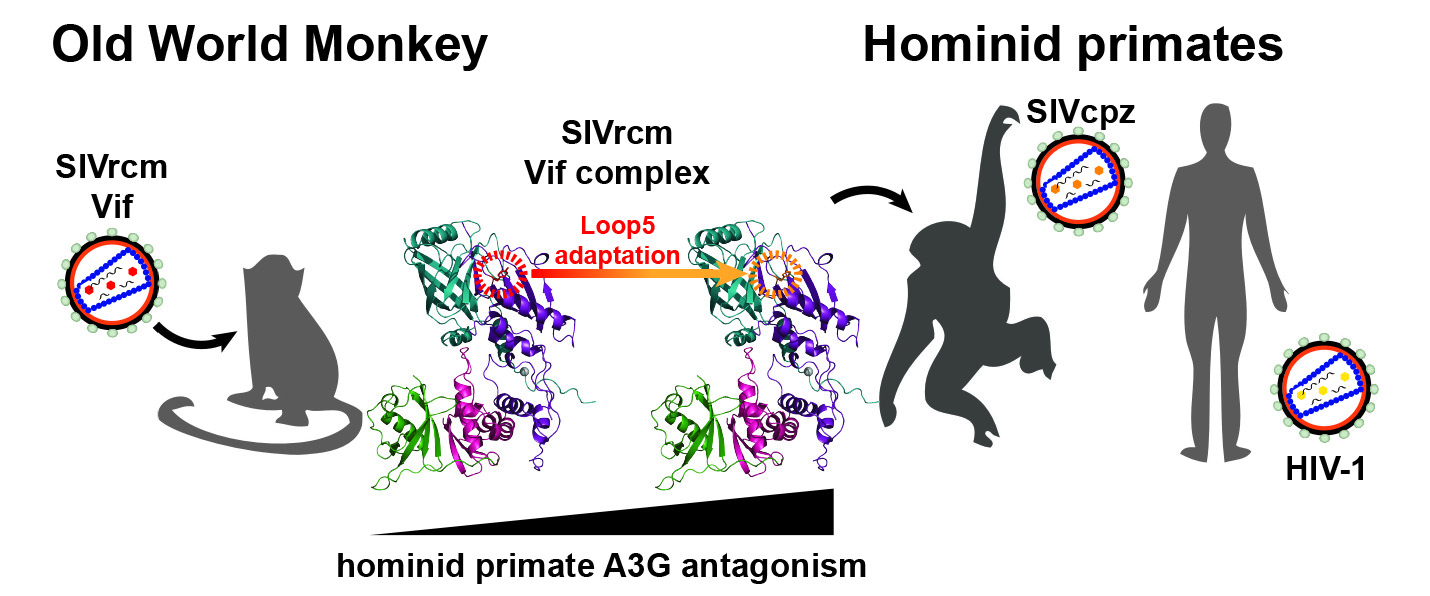 Old World Monkey
Hominid primates
SIVrcm
Vif
SIVrcm
Vif complex
Loop5
adaptation
SIVcpz
HIV-1
hominid primate A3G antagonism